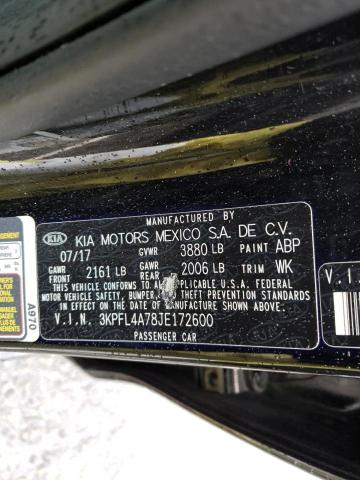 MANUFACTURED BY
KIA KIA MOTORS MEXICO S.A. DE C.V.
07/17 GVWR 3880 LB PAINT ABP
GAWR FRONT 2161 LB GAWR REAR 2006 LB TRIM WK
THIS VEHICLE CONFORMS TO ALL APPLICABLE
U.S.A. FEDERAL MOTOR VEHICLE SAFETY,
BUMPER, THEFT PREVENTION STANDARDS
IN EFFECT ON THE DATE OF
MANUFACTURE SHOWN ABOVE.
V.I.N. 3KPFL4A78JE172600
PASSENGER CAR
A970
V.I.